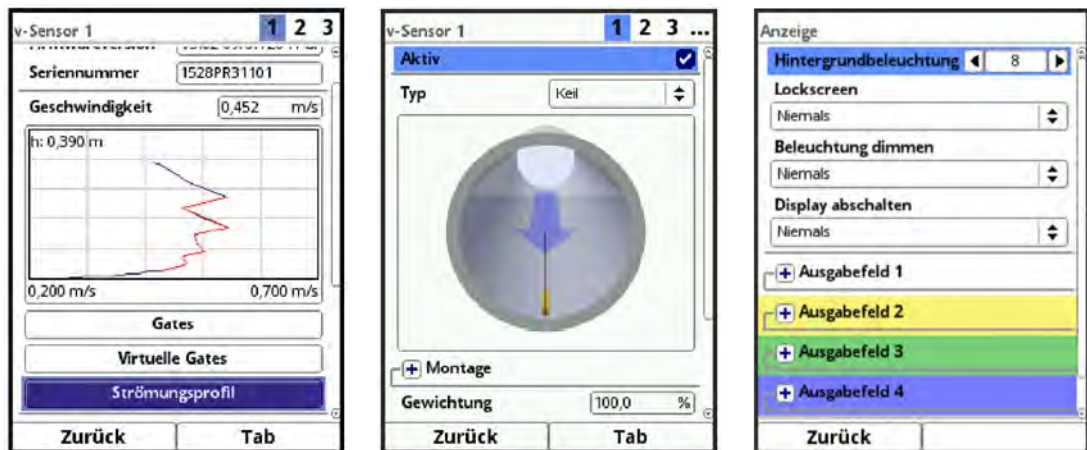 v-Sensor 1
1 2 3
Seriennummer
1528PR31101
Geschwindigkeit
0,452 m/s
h: 0,390 m
0,200 m/s
0,700 m/s
Gates
Virtuelle Gates
Strömungsprofil
Zurück
Tab
v-Sensor 1
1 2 3 ...
Aktiv
Typ
Keil
Montage
Gewichtung
100,0 %
Zurück
Tab
Anzeige
Hintergrundbeleuchtung
8
Lockscreen
Niemals
Beleuchtung dimmen
Niemals
Display abschalten
Niemals
Ausgabefeld 1
Ausgabefeld 2
Ausgabefeld 3
Ausgabefeld 4
Zurück